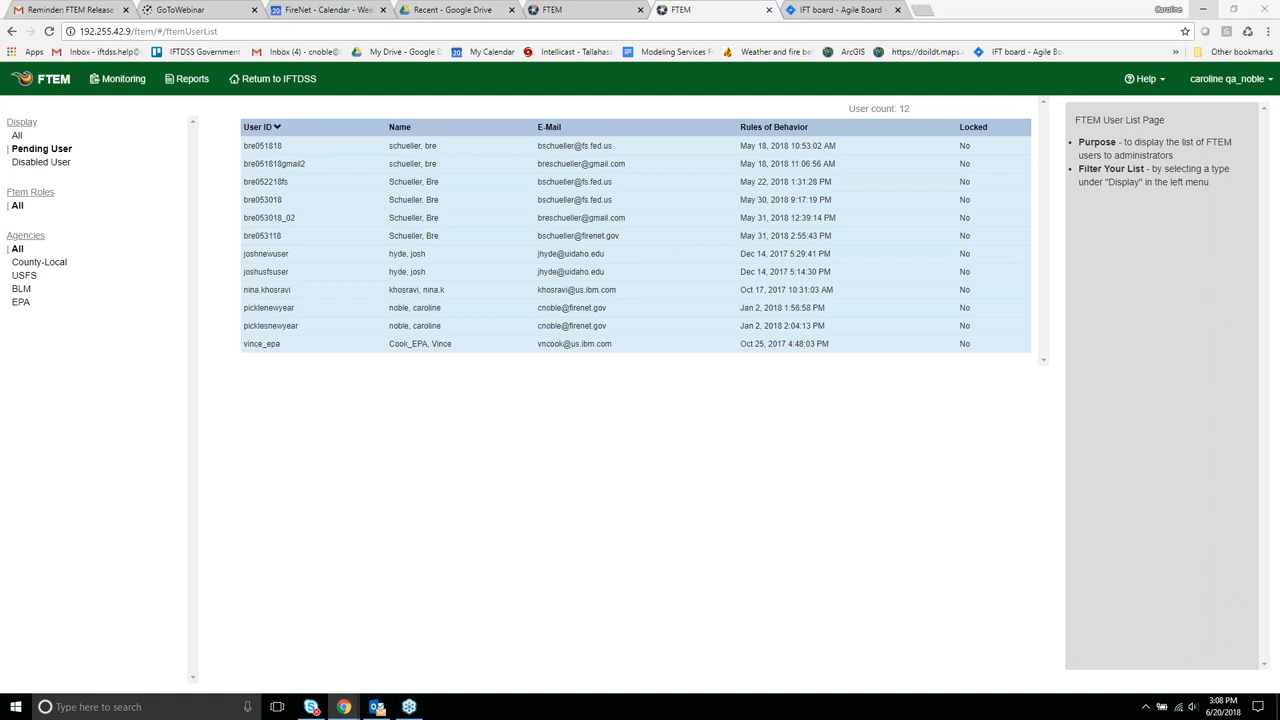 Reminder: FTEM Release
GoToWebinar
FireNet - Calendar - Wee
Recent - Google Drive
FTEM
FTEM
IFT board - Agile Board -
Caroline
192.255.42.9/ftem/#/ftemUserList
Apps
Inbox - iftdss.help@
IFTDSS Government
Inbox (4) - cnoble@
My Drive - Google D
My Calendar
Intellicast - Tallahass
Modeling Services F
Weather and fire be
ArcGIS
https://doildt.maps.
IFT board - Agile Boa
Other bookmarks
FTEM
Monitoring
Reports
Return to IFTDSS
Help
caroline qa_noble
Display
All
Pending User
Disabled User
Ftem Roles
All
Agencies
All
County-Local
USFS
BLM
EPA
User count: 12
User ID Name E-Mail Rules of Behavior Locked
bre051818 schueller, bre bschueller@fs.fed.us May 18, 2018 10:53:02 AM No
bre051818gmail2 schueller, bre breschueller@gmail.com May 18, 2018 11:06:56 AM No
bre052218fs Schueller, Bre bschueller@fs.fed.us May 22, 2018 1:31:28 PM No
bre053018 Schueller, Bre bschueller@fs.fed.us May 30, 2018 9:17:19 PM No
bre053018_02 Schueller, Bre breschueller@gmail.com May 31, 2018 12:39:14 PM No
bre053118 Schueller, Bre bschueller@firenet.gov May 31, 2018 2:55:43 PM No
joshnewuser hyde, josh jhyde@uidaho.edu Dec 14, 2017 5:29:41 PM No
joshusfsuser hyde, josh jhyde@uidaho.edu Dec 14, 2017 5:14:30 PM No
nina.khosravi khosravi, nina.k khosravi@us.ibm.com Oct 17, 2017 10:31:03 AM No
picklenewyear noble, caroline cnoble@firenet.gov Jan 2, 2018 1:56:58 PM No
picklesnewyear noble, caroline cnoble@firenet.gov Jan 2, 2018 2:04:13 PM No
vince_epa Cook_EPA, Vince vncook@us.ibm.com Oct 25, 2017 4:48:03 PM No
FTEM User List Page
Purpose - to display the list of FTEM
users to administrators
Filter Your List - by selecting a type
under "Display" in the left menu
Type here to search
3:08 PM
6/20/2018